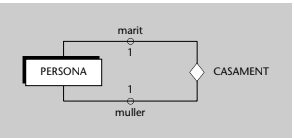 marit
1
PERSONA
CASAMENT
1
muller